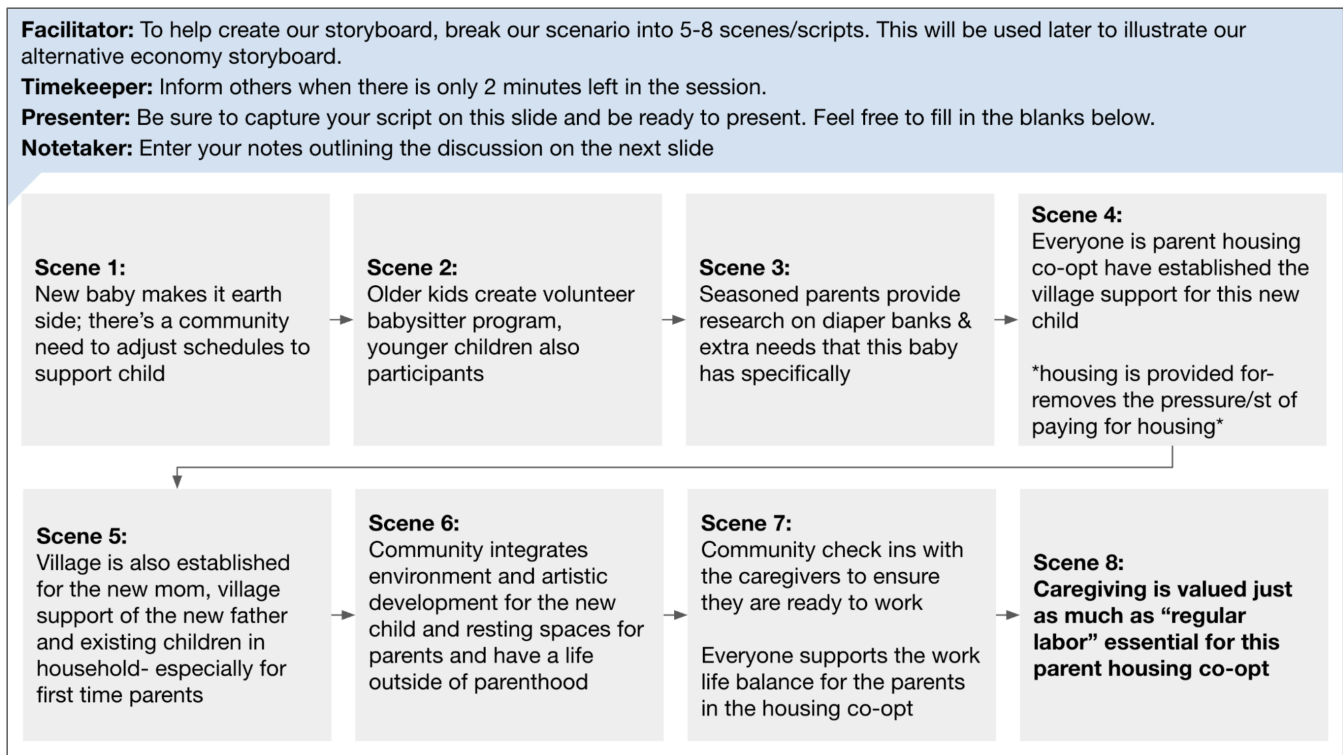 Facilitator: To help create our storyboard, break our scenario into 5-8 scenes/scripts. This will be used later to illustrate our
alternative economy storyboard.
Timekeeper: Inform others when there is only 2 minutes left in the session.
Presenter: Be sure to capture your script on this slide and be ready to present. Feel free to fill in the blanks below.
Notetaker: Enter your notes outlining the discussion on the next slide
Scene 1:
New baby makes it earth
side; there's a community
need to adjust schedules to
support child
Scene 2:
Older kids create volunteer
babysitter program,
younger children also
participants
Scene 3:
Seasoned parents provide
research on diaper banks &
extra needs that this baby
has specifically
Scene 4:
Everyone is parent housing
co-opt have established the
village support for this new
child
*housing is provided for-
removes the pressure/st of
paying for housing*
Scene 5:
Village is also established
for the new mom, village
support of the new father
and existing children in
household- especially for
first time parents
Scene 6:
Community integrates
environment and artistic
development for the new
child and resting spaces for
parents and have a life
outside of parenthood
Scene 7:
Community check ins with
the caregivers to ensure
they are ready to work
Everyone supports the work
life balance for the parents
in the housing co-opt
Scene 8:
Caregiving is valued just
as much as “regular
labor” essential for this
parent housing co-opt